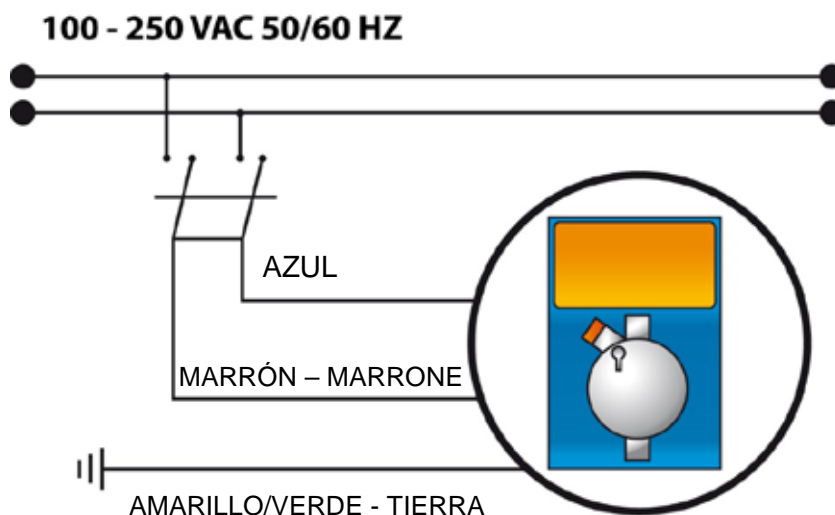 100 - 250 VAC 50/60 HZ
AZUL
MARRÓN – MARRONE
AMARILLO/VERDE - TIERRA